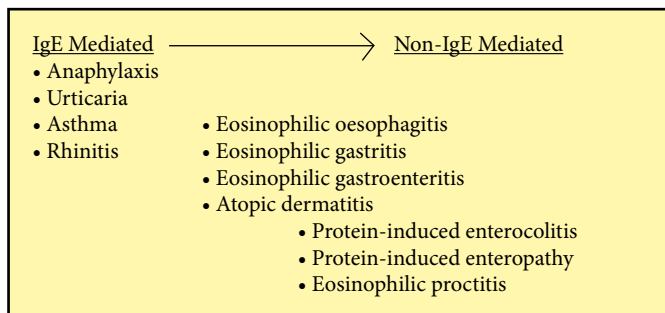 IgE Mediated Non-IgE Mediated
• Anaphylaxis
• Urticaria
• Asthma • Eosinophilic oesophagitis
• Rhinitis • Eosinophilic gastritis
• Eosinophilic gastroenteritis
• Atopic dermatitis
• Protein-induced enterocolitis
• Protein-induced enteropathy
• Eosinophilic proctitis